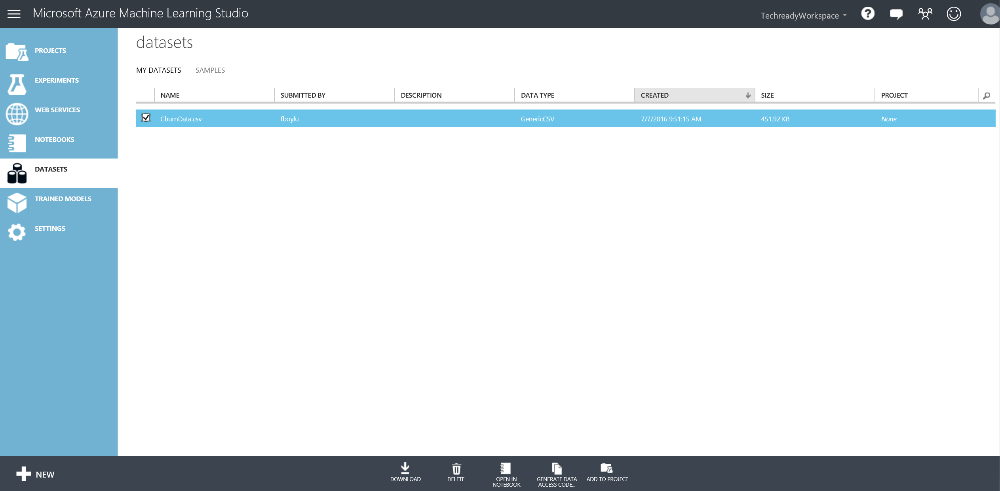 Microsoft Azure Machine Learning Studio
TechreadyWorkspace
PROJECTS
EXPERIMENTS
WEB SERVICES
NOTEBOOKS
DATASETS
TRAINED MODELS
SETTINGS
datasets
MY DATASETS SAMPLES
NAME SUBMITTED BY DESCRIPTION DATA TYPE CREATED SIZE PROJECT
ChurnData.csv fboylu GenericCSV 7/7/2016 9:51:15 AM 451.92 KB None
NEW
DOWNLOAD
DELETE
OPEN IN
NOTEBOOK
GENERATE DATA
ACCESS CODE...
ADD TO PROJECT